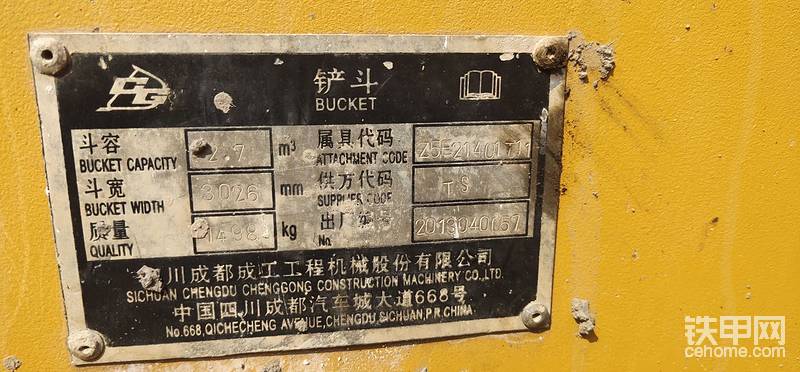 CG
铲斗
BUCKET
斗容 2.7 m³ 属具代码 Z5E21401T11
BUCKET CAPACITY ATTACHMENT CODE
斗宽 3026 mm 供方代码 TS
BUCKET WIDTH SUPPLIER CODE
质量 1498 kg 出厂编号
QUALITY No.
川成都成工工程机械股份有限公司
SICHUAN CHENGDU CHENGGONG CONSTRUCTION MACHINERY CO.,LTD.
中国四川成都汽车城大道668号
No.668,QICHECHENG AVENUE,CHENGDU,SICHUAN,P.R.CHINA.
铁甲网
cehome.com